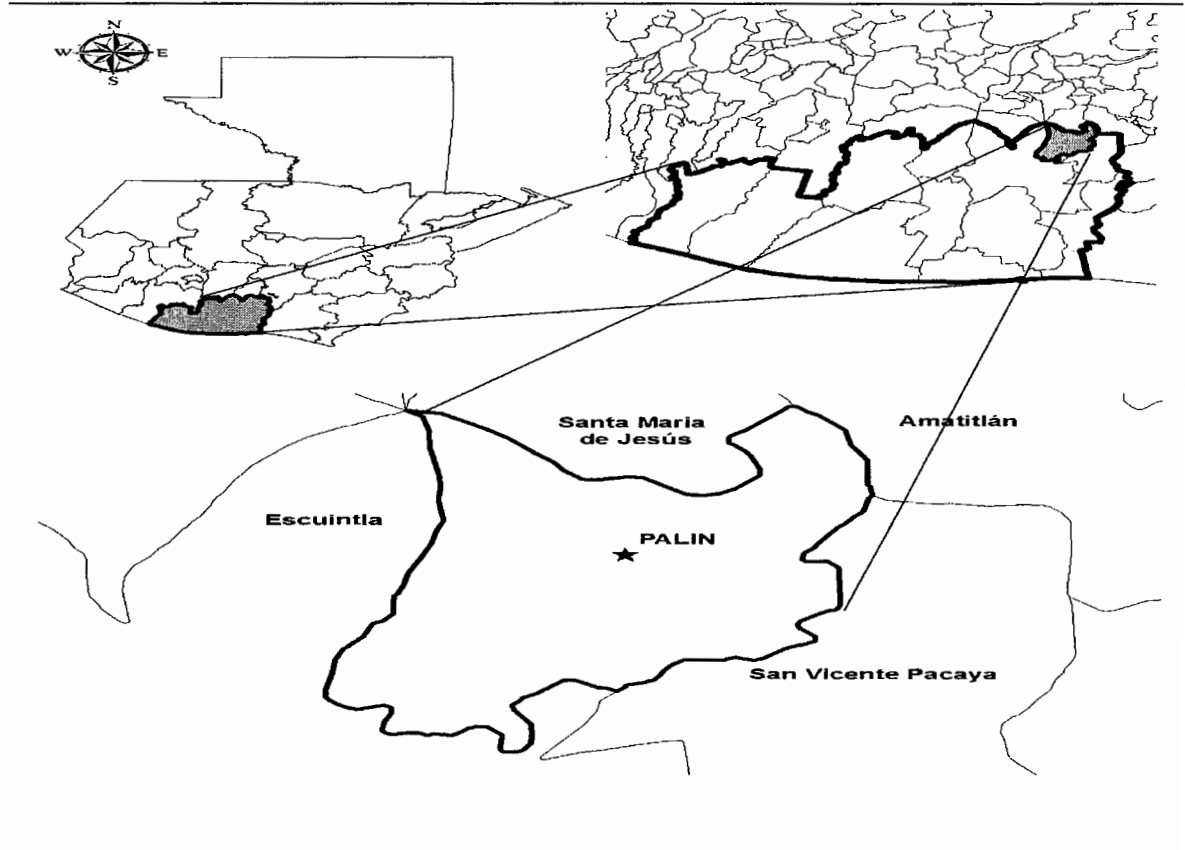 N
W E
S
Santa Maria
de Jesús
Amatitlán
Escuintla
PALIN
San Vicente Pacaya